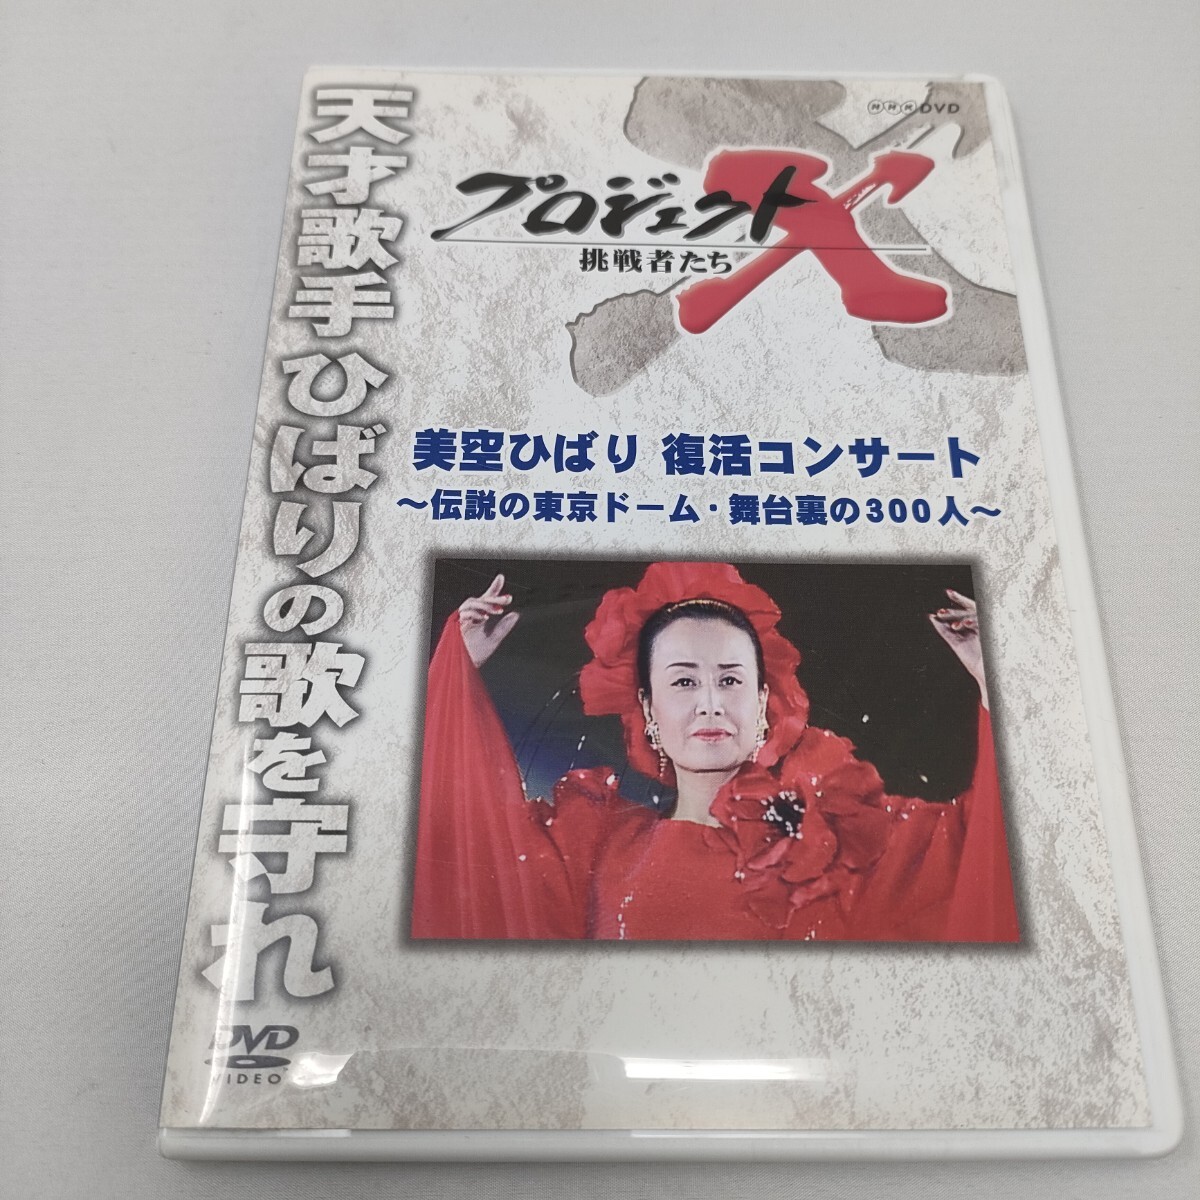 天才歌手ひばりの歌を守れ
NHK DVD
プロジェクトX
挑戦者たち
美空ひばり 復活コンサート
～伝説の東京ドーム・舞台裏の300人～
DVD
VIDEO